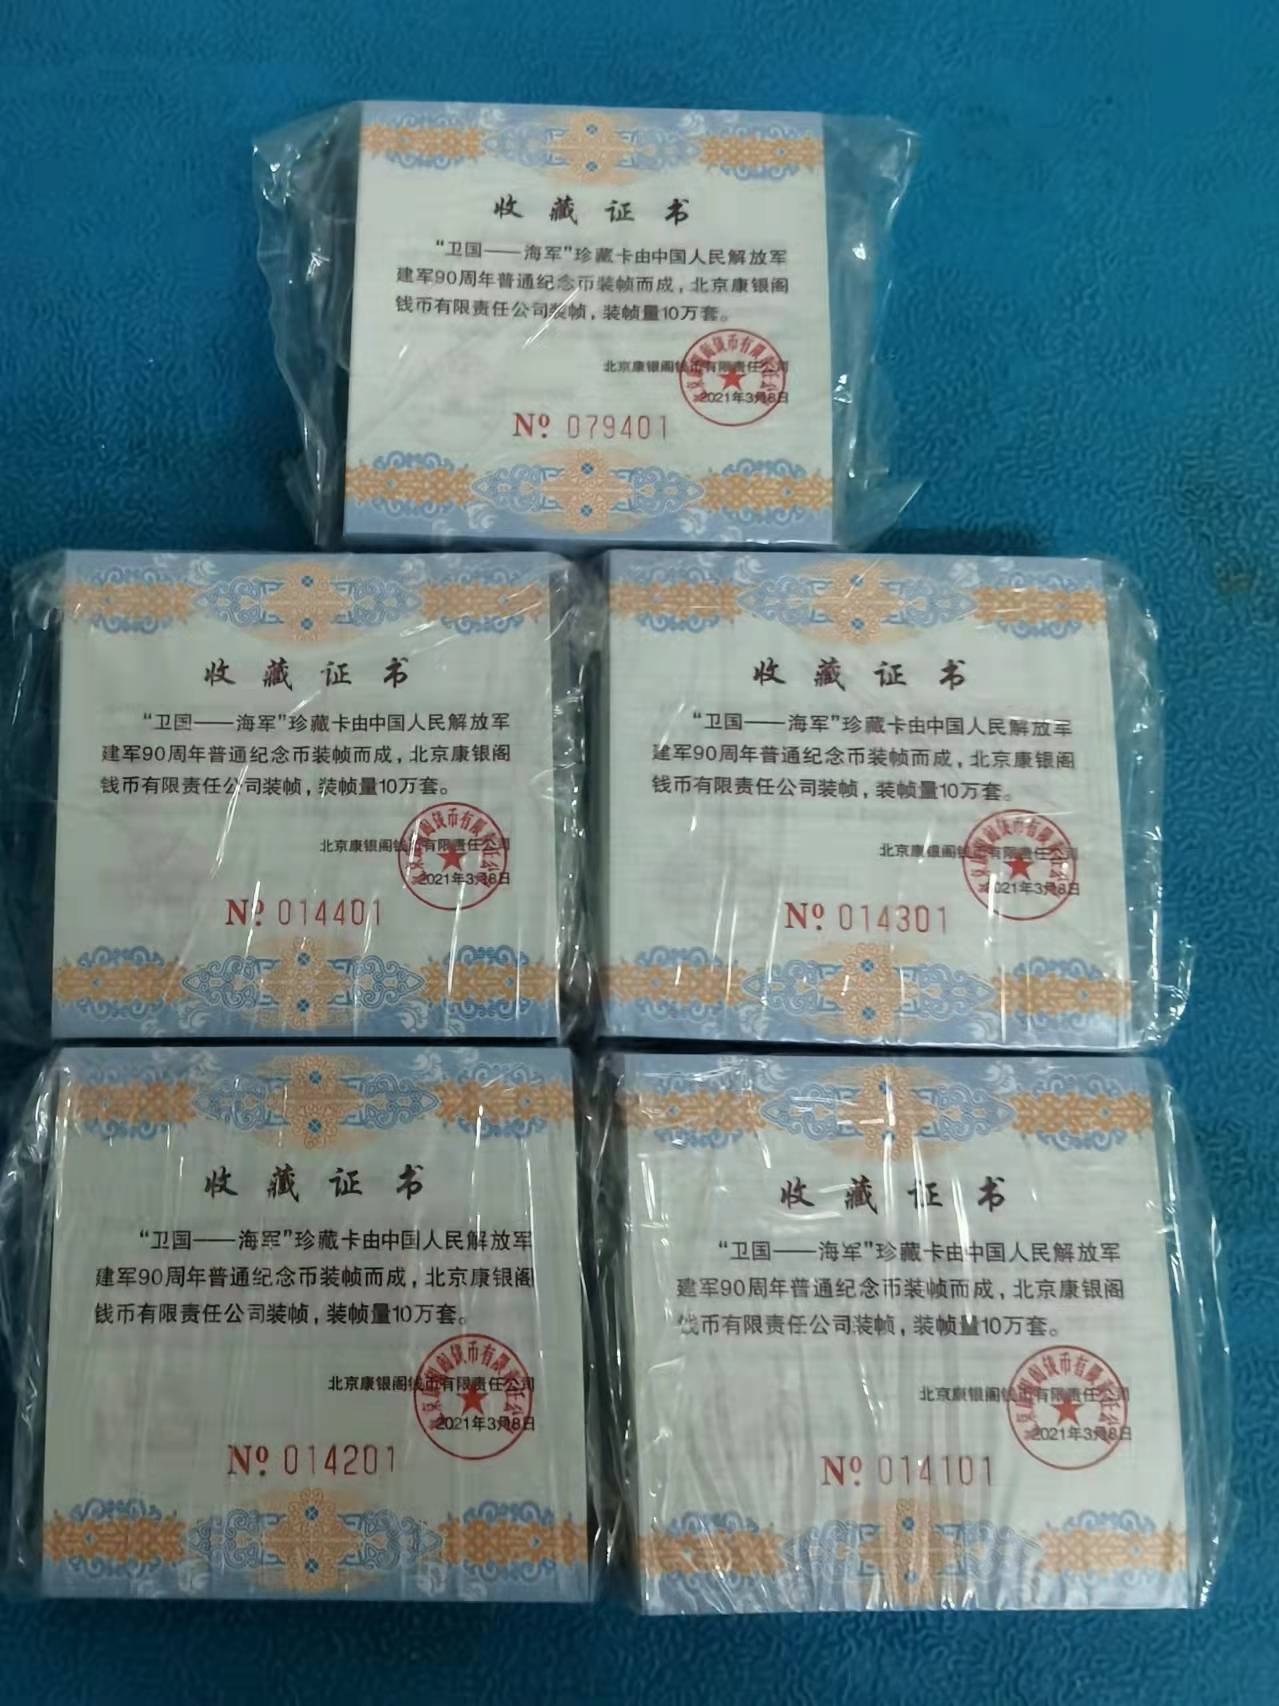 收藏证书
“卫国——海军”珍藏卡由中国人民解放军
建军90周年普通纪念币装帧而成，北京康银阁
钱币有限责任公司装帧，装帧量10万套。
北京康银阁钱币有限责任公司
2021年3月8日
Nº 079401
收藏证书
“卫国——海军”珍藏卡由中国人民解放军
建军90周年普通纪念币装帧而成，北京康银阁
钱币有限责任公司装帧，装帧量10万套。
北京康银阁钱币有限责任公司
2021年3月8日
Nº 014401
收藏证书
“卫国——海军”珍藏卡由中国人民解放军
建军90周年普通纪念币装帧而成，北京康银阁
钱币有限责任公司装帧，装帧量10万套。
北京康银阁钱币有限责任公司
2021年3月8日
Nº 014301
收藏证书
“卫国——海军”珍藏卡由中国人民解放军
建军90周年普通纪念币装帧而成，北京康银阁
钱币有限责任公司装帧，装帧量10万套。
北京康银阁钱币有限责任公司
2021年3月8日
Nº 014201
收藏证书
“卫国——海军”珍藏卡由中国人民解放军
建军90周年普通纪念币装帧而成，北京康银阁
钱币有限责任公司装帧，装帧量10万套。
北京康银阁钱币有限责任公司
2021年3月8日
Nº 014101